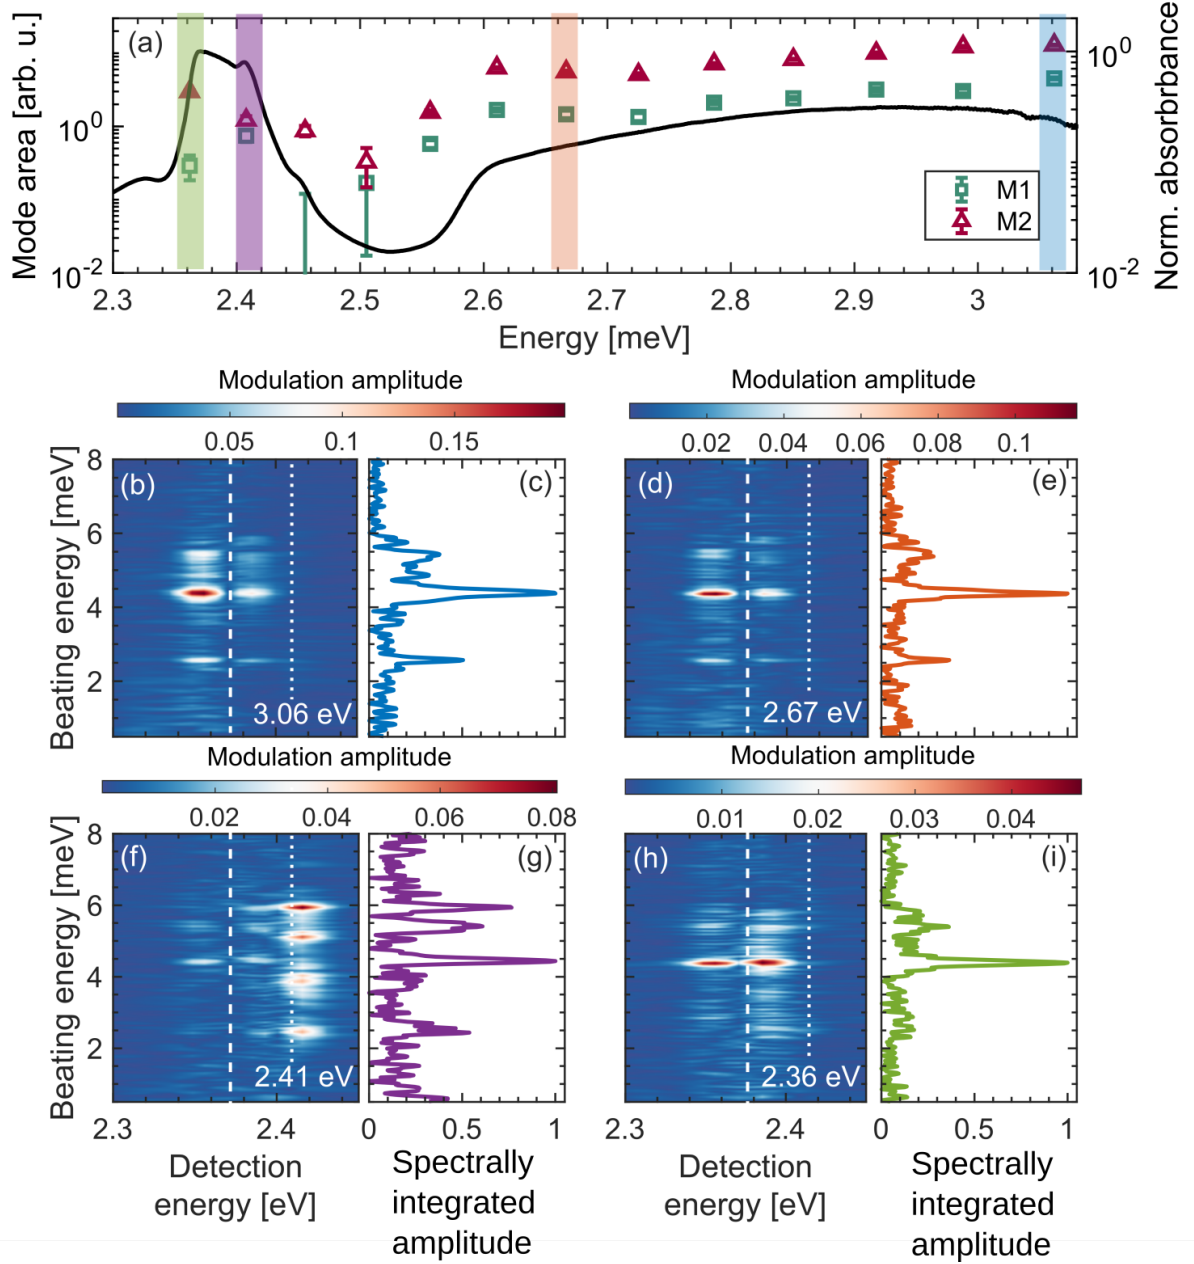 (a)
Mode area [arb. u.]
10^0
10^-2
Norm. absorbrbance
10^0
10^-2
M1
M2
2.3 2.4 2.5 2.6 2.7 2.8 2.9 3
Energy [meV]
Modulation amplitude
0.05 0.1 0.15
Modulation amplitude
0.02 0.04 0.06 0.08 0.1
Beating energy [meV]
8
6
4
2
(b)
3.06 eV
(c)
(d)
2.67 eV
(e)
Modulation amplitude
0.02 0.04 0.06 0.08
Modulation amplitude
0.01 0.02 0.03 0.04
Beating energy [meV]
8
6
4
2
(f)
2.41 eV
(g)
(h)
2.36 eV
(i)
2.3 2.4 0 0.5 1 2.3 2.4 0 0.5 1
Detection
energy [eV]
Spectrally
integrated
amplitude
Detection
energy [eV]
Spectrally
integrated
amplitude